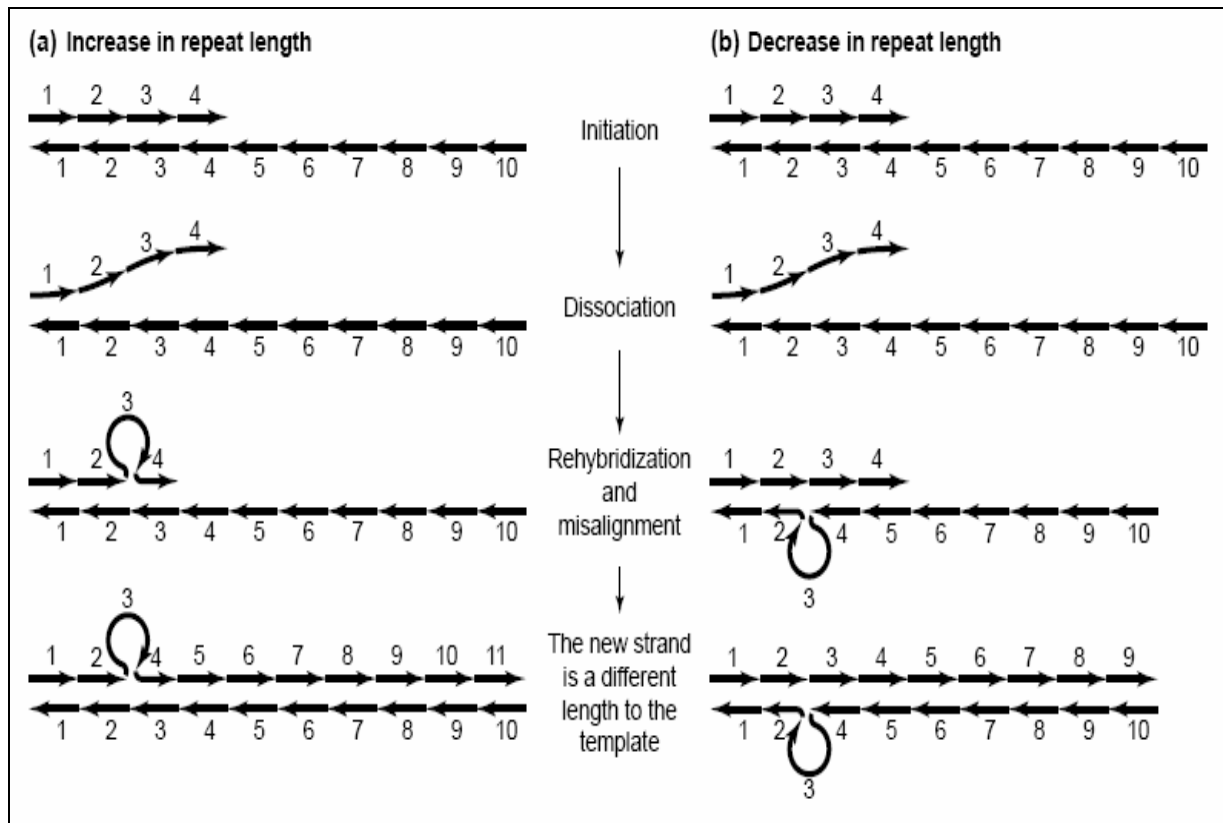 (a) Increase in repeat length
1 2 3 4
1 2 3 4 5 6 7 8 9 10
1 2 3 4
1 2 3 4 5 6 7 8 9 10
3
1 2 4
1 2 3 4 5 6 7 8 9 10
3
1 2 4 5 6 7 8 9 10 11
1 2 3 4 5 6 7 8 9 10
Initiation
Dissociation
Rehybridization
and
misalignment
The new strand
is a different
length to the
template
(b) Decrease in repeat length
1 2 3 4
1 2 3 4 5 6 7 8 9 10
1 2 3 4
1 2 3 4 5 6 7 8 9 10
1 2 3 4
1 2 4 5 6 7 8 9 10
3
1 2 3 4 5 6 7 8 9
1 2 4 5 6 7 8 9 10
3